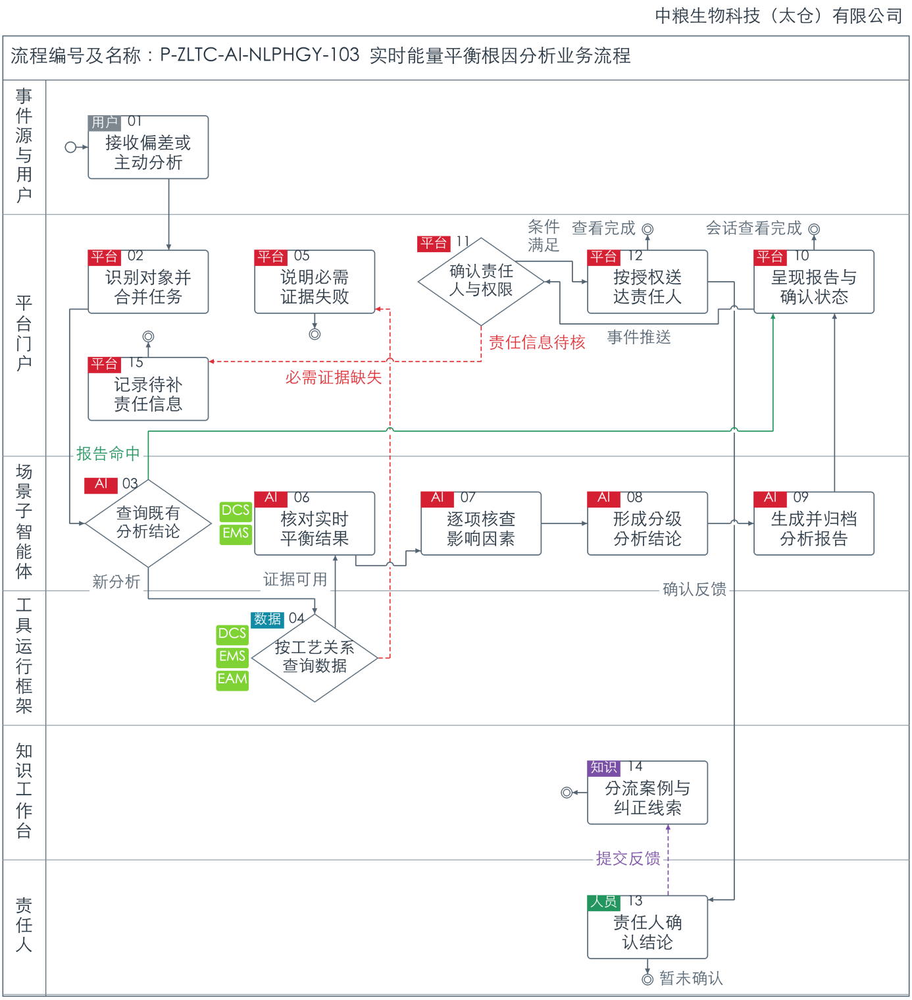 中粮生物科技（太仓）有限公司
流程编号及名称：P-ZLTC-AI-NLPHGY-103 实时能量平衡根因分析业务流程
事件源与用户
用户 01
接收偏差或
主动分析
平台门户
平台 02
识别对象并
合并任务
平台 05
说明必需
证据失败
平台 11
确认责任
人与权限
条件
满足
查看完成
平台 12
按授权送
达责任人
会话查看完成
平台 10
呈现报告与
确认状态
事件推送
责任信息待核
平台 15
记录待补
责任信息
必需证据缺失
报告命中
场景子智能体
AI 03
查询既有
分析结论
DCS
EMS
AI 06
核对实时
平衡结果
AI 07
逐项核查
影响因素
AI 08
形成分级
分析结论
AI 09
生成并归档
分析报告
新分析
证据可用
确认反馈
工具运行框架
数据 04
按工艺关系
查询数据
DCS
EMS
EAM
知识工作台
知识 14
分流案例与
纠正线索
提交反馈
责任人
人员 13
责任人确
认结论
暂未确认